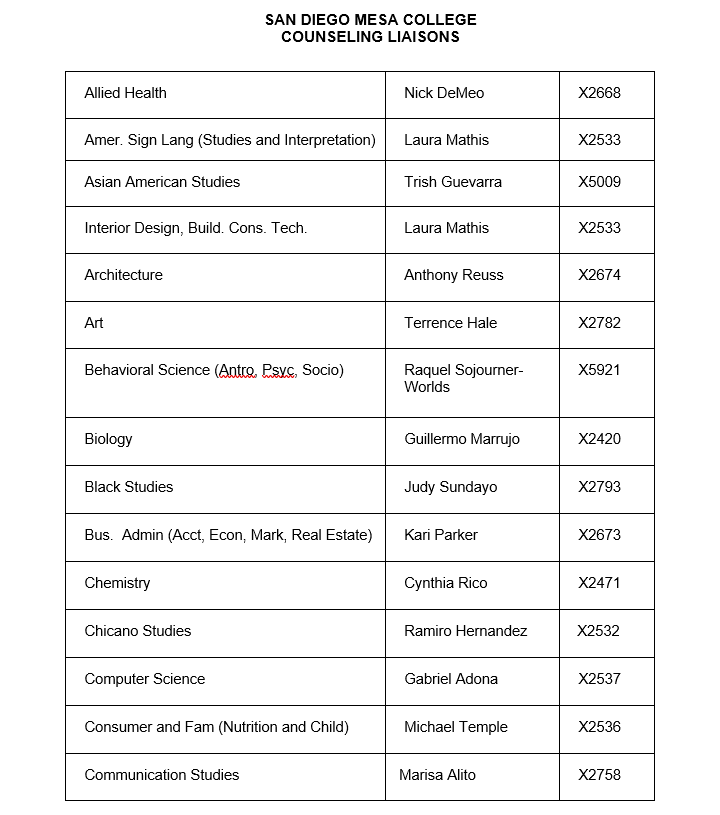 SAN DIEGO MESA COLLEGE
COUNSELING LIAISONS
Allied Health Nick DeMeo X2668
Amer. Sign Lang (Studies and Interpretation) Laura Mathis X2533
Asian American Studies Trish Guevarra X5009
Interior Design, Build. Cons. Tech. Laura Mathis X2533
Architecture Anthony Reuss X2674
Art Terrence Hale X2782
Behavioral Science (Antro, Psyc, Socio) Raquel Sojourner- X5921
Worlds
Biology Guillermo Marrujo X2420
Black Studies Judy Sundayo X2793
Bus.  Admin (Acct, Econ, Mark, Real Estate) Kari Parker X2673
Chemistry Cynthia Rico X2471
Chicano Studies Ramiro Hernandez X2532
Computer Science Gabriel Adona X2537
Consumer and Fam (Nutrition and Child) Michael Temple X2536
Communication Studies Marisa Alito X2758